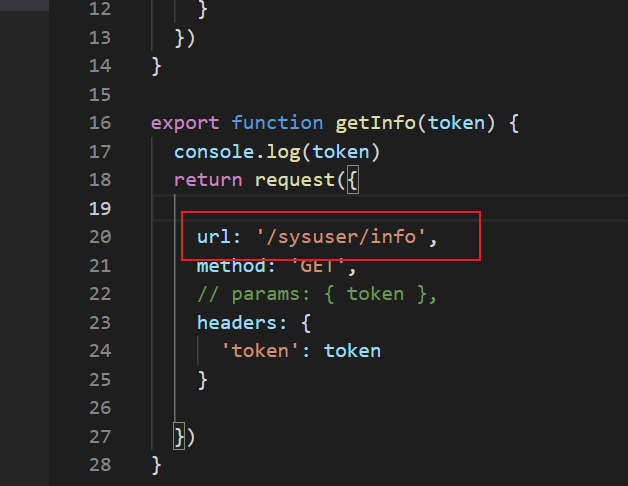 12 }
13 })
14 }
15
16 export function getInfo(token) {
17 console.log(token)
18 return request({
19
20 url: '/sysuser/info',
21 method: 'GET',
22 // params: { token },
23 headers: {
24 'token': token
25 }
26
27 })
28 }